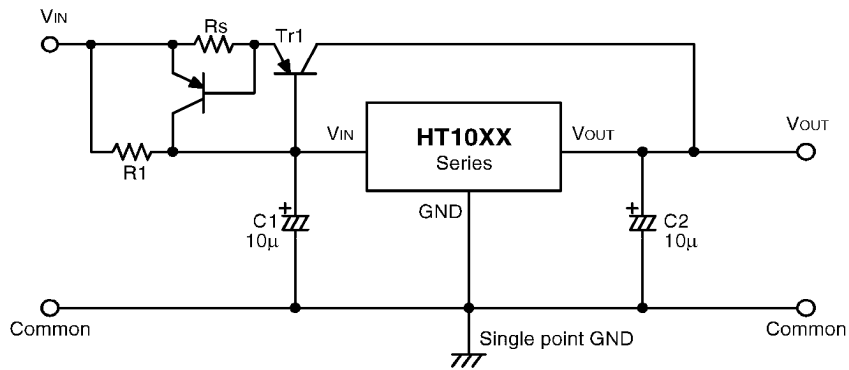 VIN
Rs
Tr1
R1
VIN
HT10XX
Series
VOUT
VOUT
GND
C1
10μ
C2
10μ
Common
Single point GND
Common